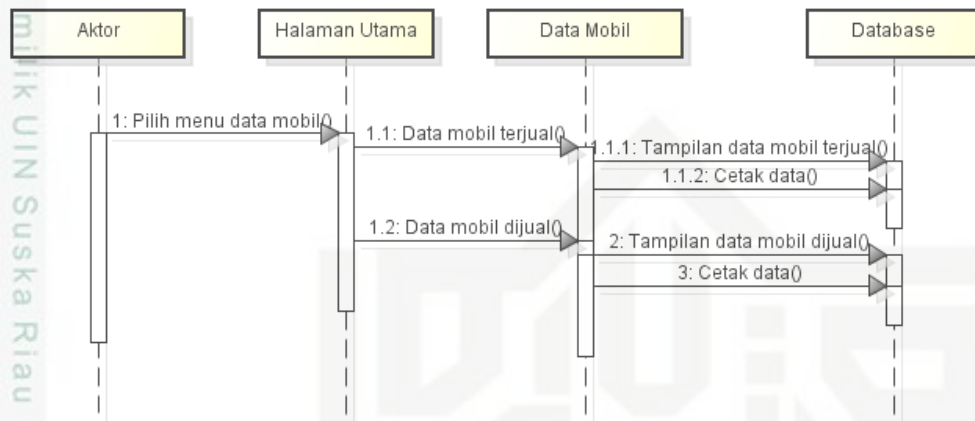 Aktor
Halaman Utama
Data Mobil
Database
1: Pilih menu data mobil()
1.1: Data mobil terjual()
1.1.1: Tampilan data mobil terjual()
1.1.2: Cetak data()
1.2: Data mobil dijual()
2: Tampilan data mobil dijual()
3: Cetak data()
milik UIN Suska Riau